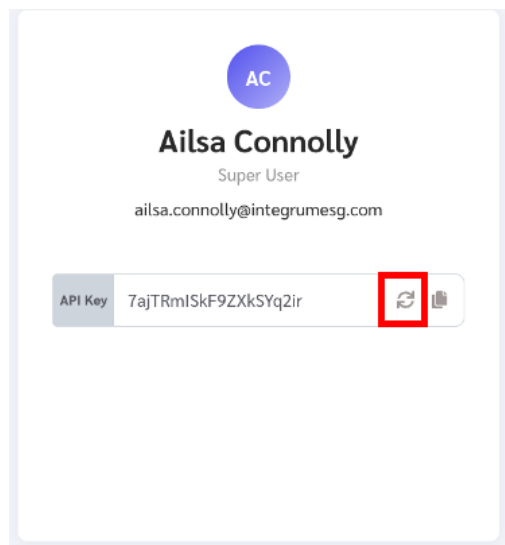 AC
Ailsa Connolly
Super User
ailsa.connolly@integrumesg.com
API Key 7ajTRmISkF9ZXkSYq2ir